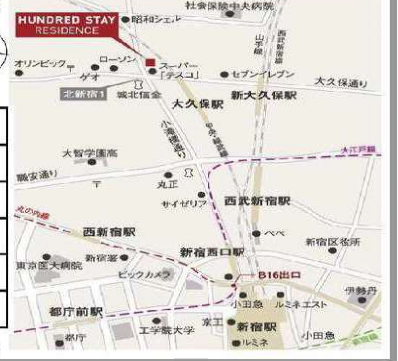 社会保険中央病院
HUNDRED STAY
RESIDENCE
昭和シェル
山手線
西武新宿線
オリンピック
〒
ローソン
ゲオ
スーパー
「テスコ」
セブンイレブン
大久保通り
北新宿1
城北信金
新大久保駅
大久保駅
小滝橋通り
中央・総武線
大江戸線
大智学園高
職安通り
〒
丸正
サイゼリア
西武新宿駅
丸の内線
西新宿駅
ぺぺ
新宿区役所
新宿西口駅
東京医大病院
新宿署
ビックカメラ
B16出口
伊勢丹
小田急
ルミネエスト
都庁前駅
工学院大学
京王
新宿駅
小田急
都庁
ルミネ